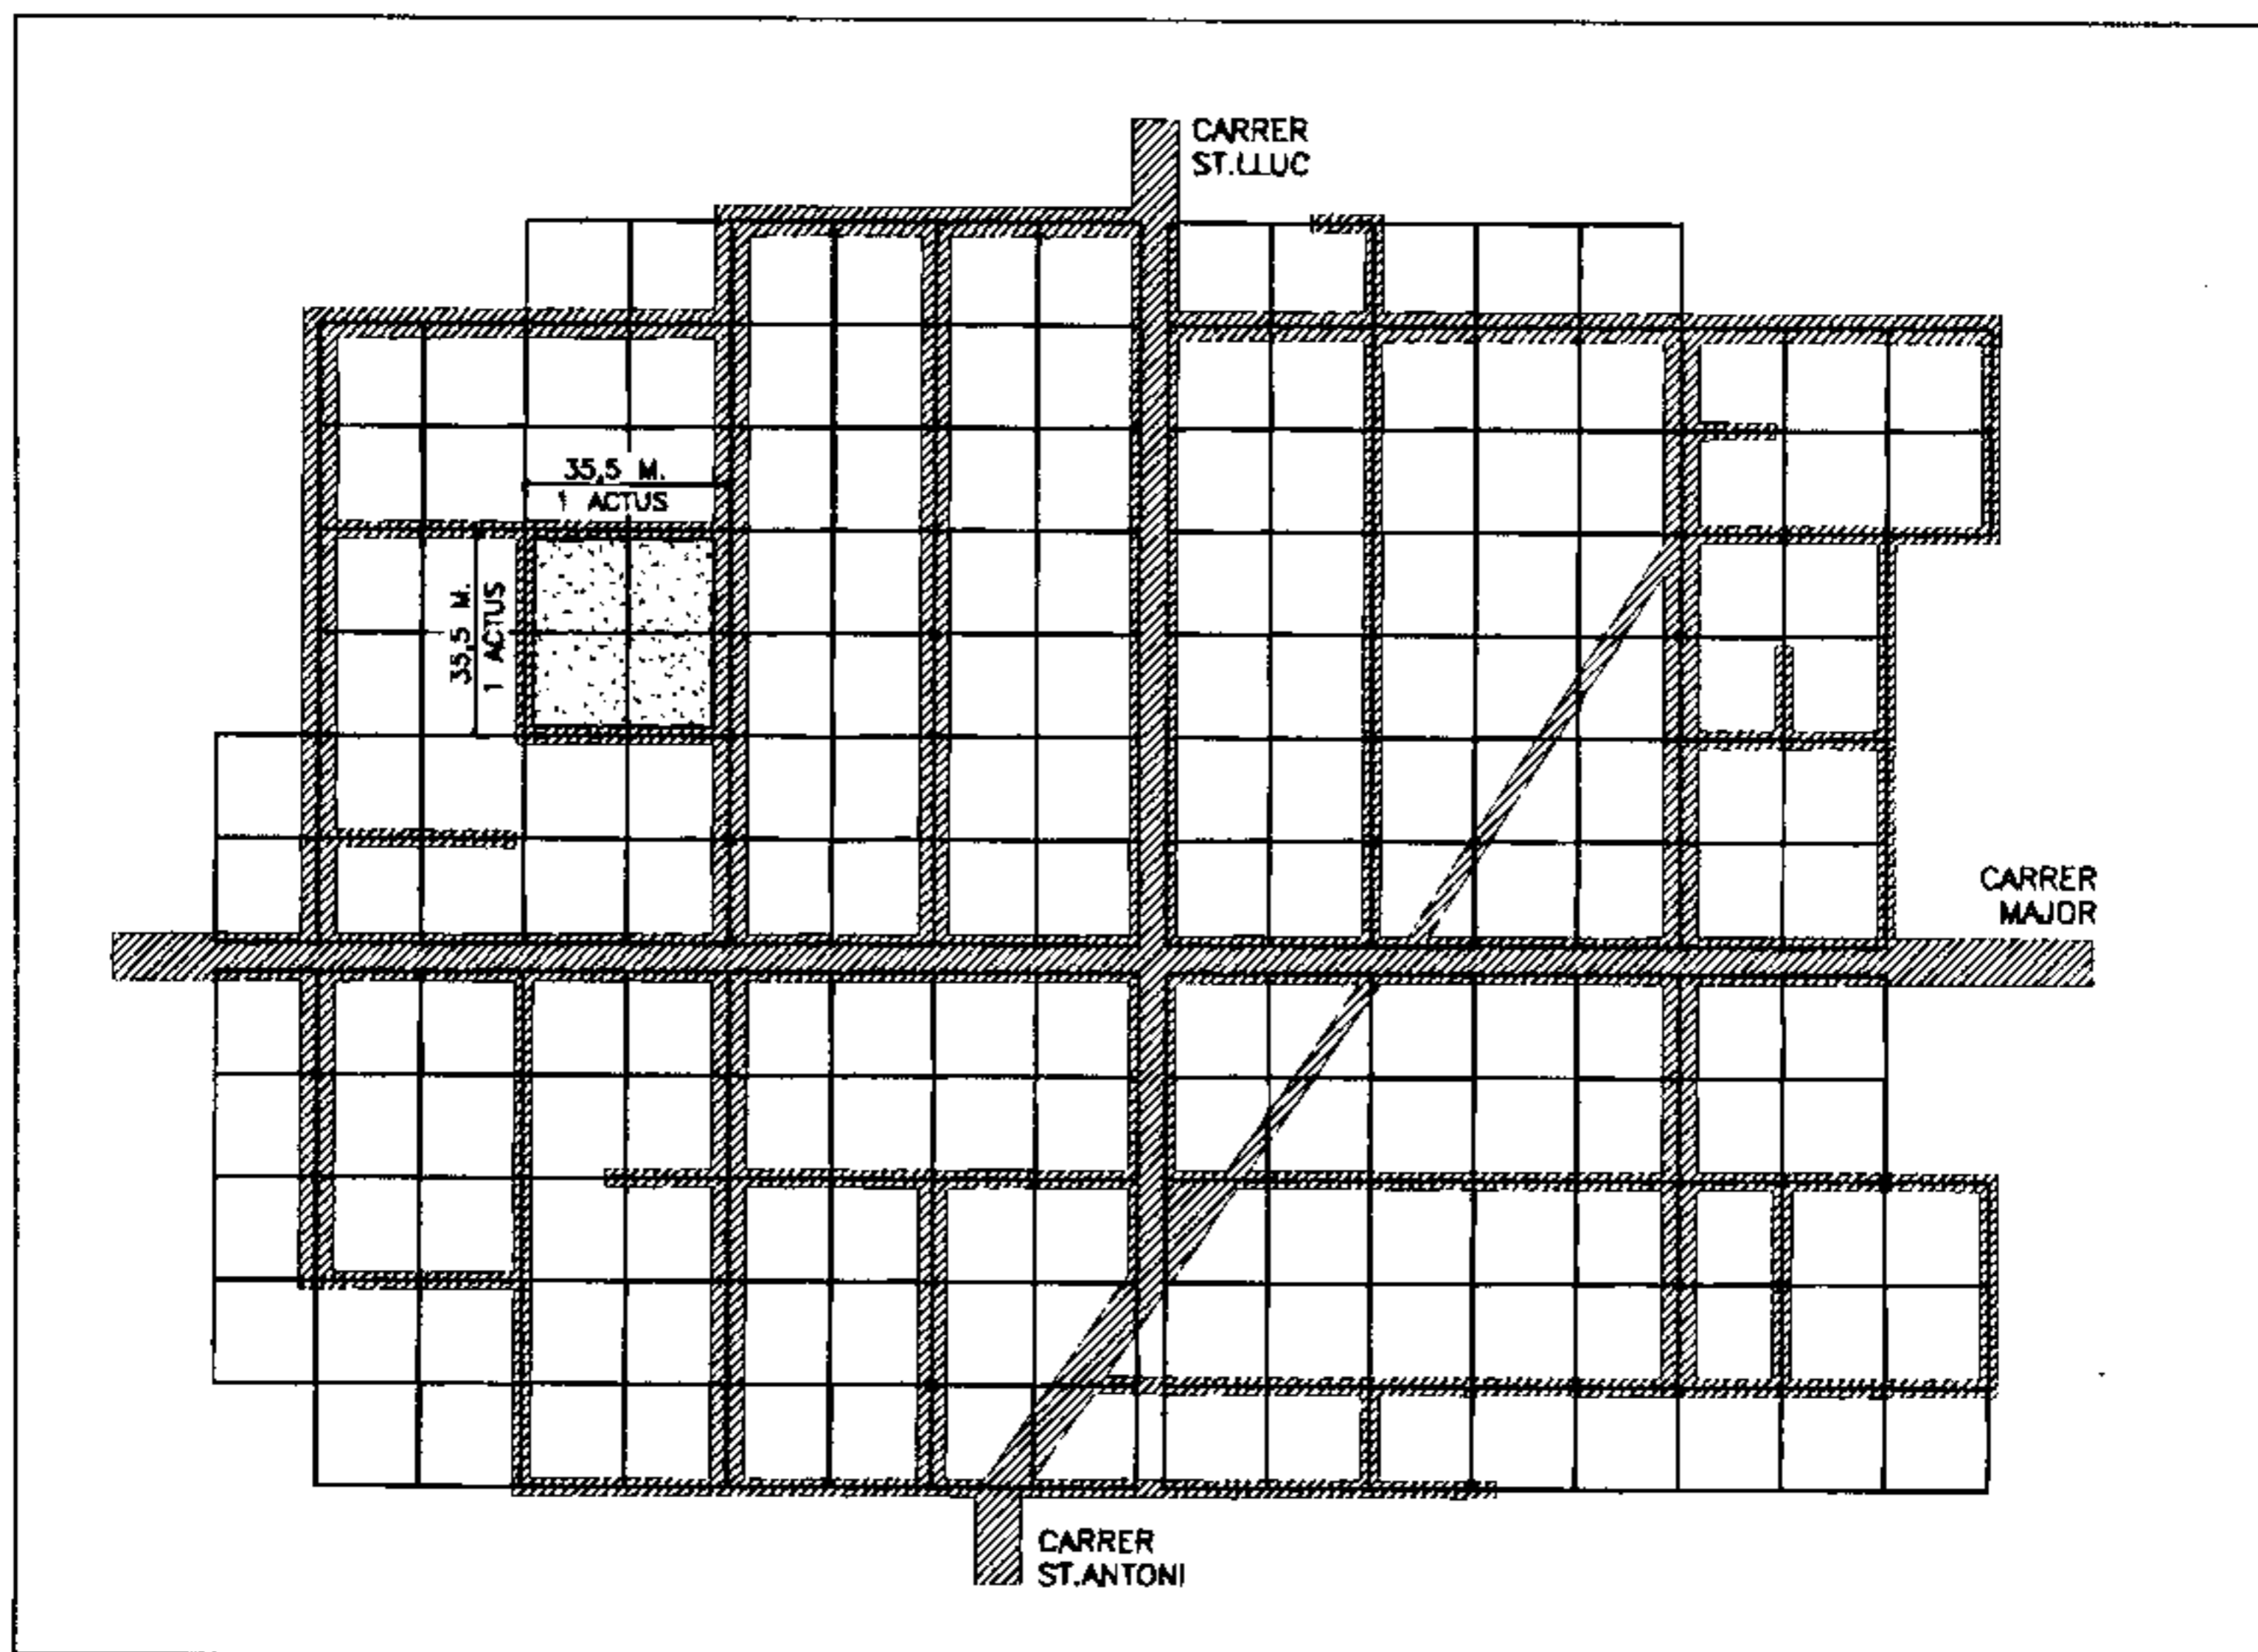 CARRER
ST.LLUC
35,5 M.
1 ACTUS
35,5 M.
1 ACTUS
CARRER
MAJOR
CARRER
ST.ANTONI